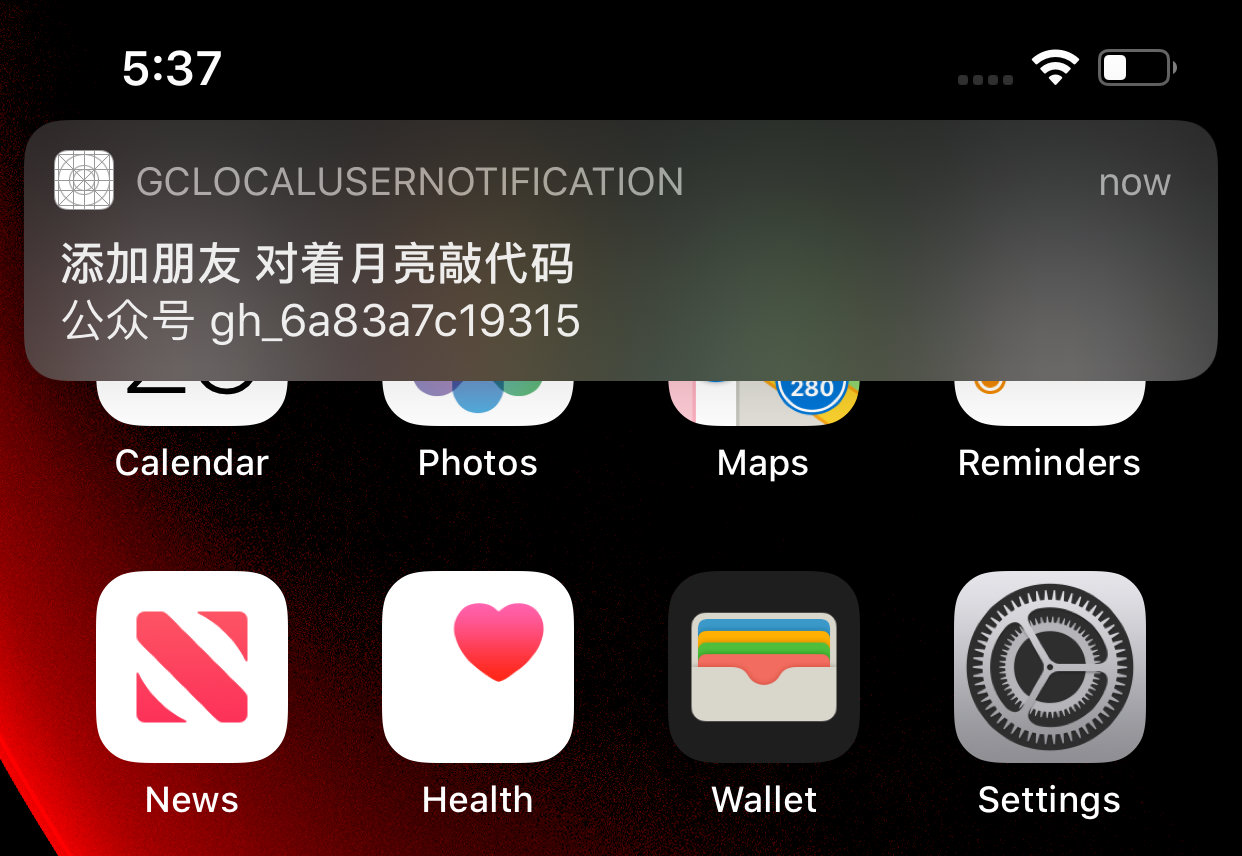 5:37
GCLOCALUSERNOTIFICATION now
添加朋友 对着月亮敲代码
公众号 gh_6a83a7c19315
280
Calendar Photos Maps Reminders
News Health Wallet Settings